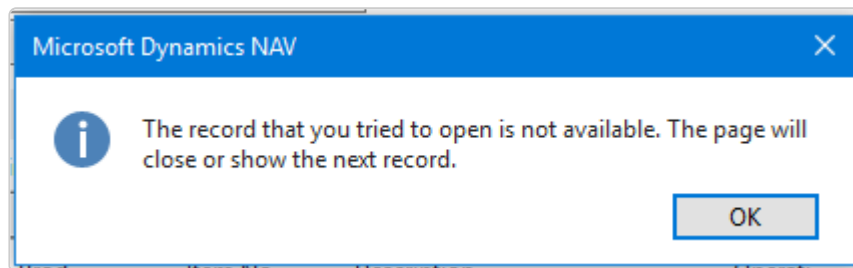 Microsoft Dynamics NAV
The record that you tried to open is not available. The page will
close or show the next record.
OK